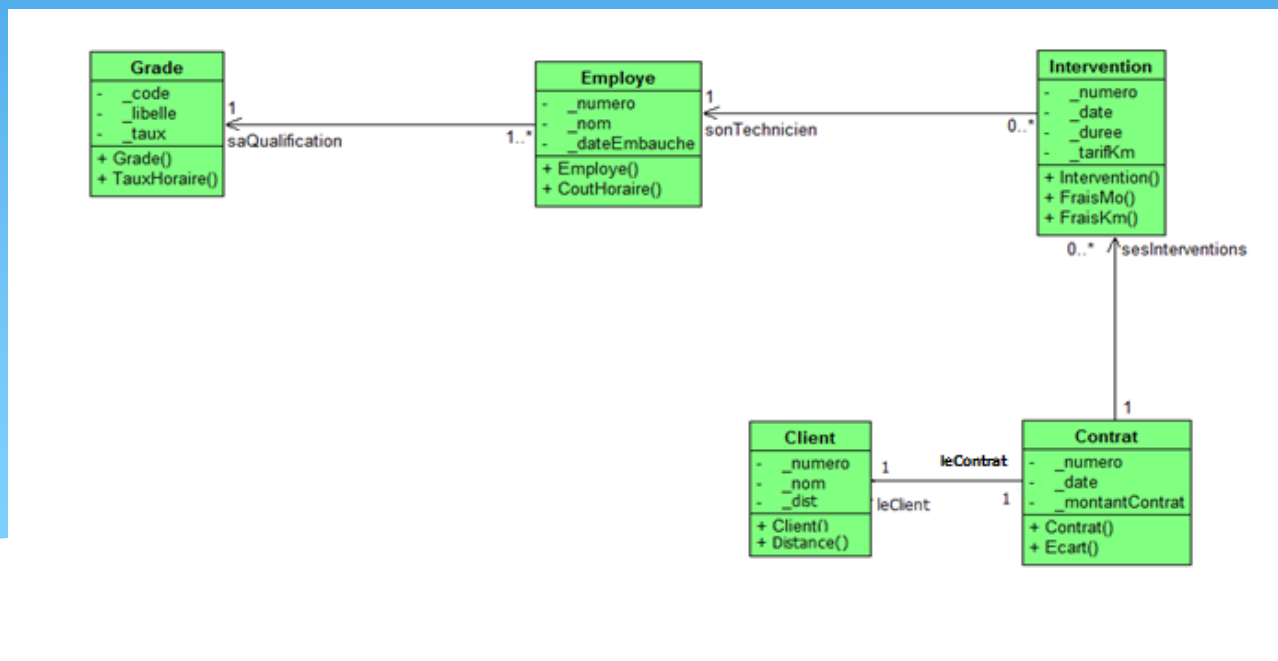 Grade
- _code
- _libelle
- _taux
+ Grade()
+ TauxHoraire()
1
saQualification
1..*
Employe
- _numero
- _nom
- _dateEmbauche
+ Employe()
+ CoutHoraire()
1
sonTechnicien
0..*
Intervention
- _numero
- _date
- _duree
- _tarifKm
+ Intervention()
+ FraisMo()
+ FraisKm()
0..*
sesInterventions
1
Client
- _numero
- _nom
- _dist
+ Client()
+ Distance()
1
leClient
leContrat
1
Contrat
- _numero
- _date
- _montantContrat
+ Contrat()
+ Ecart()